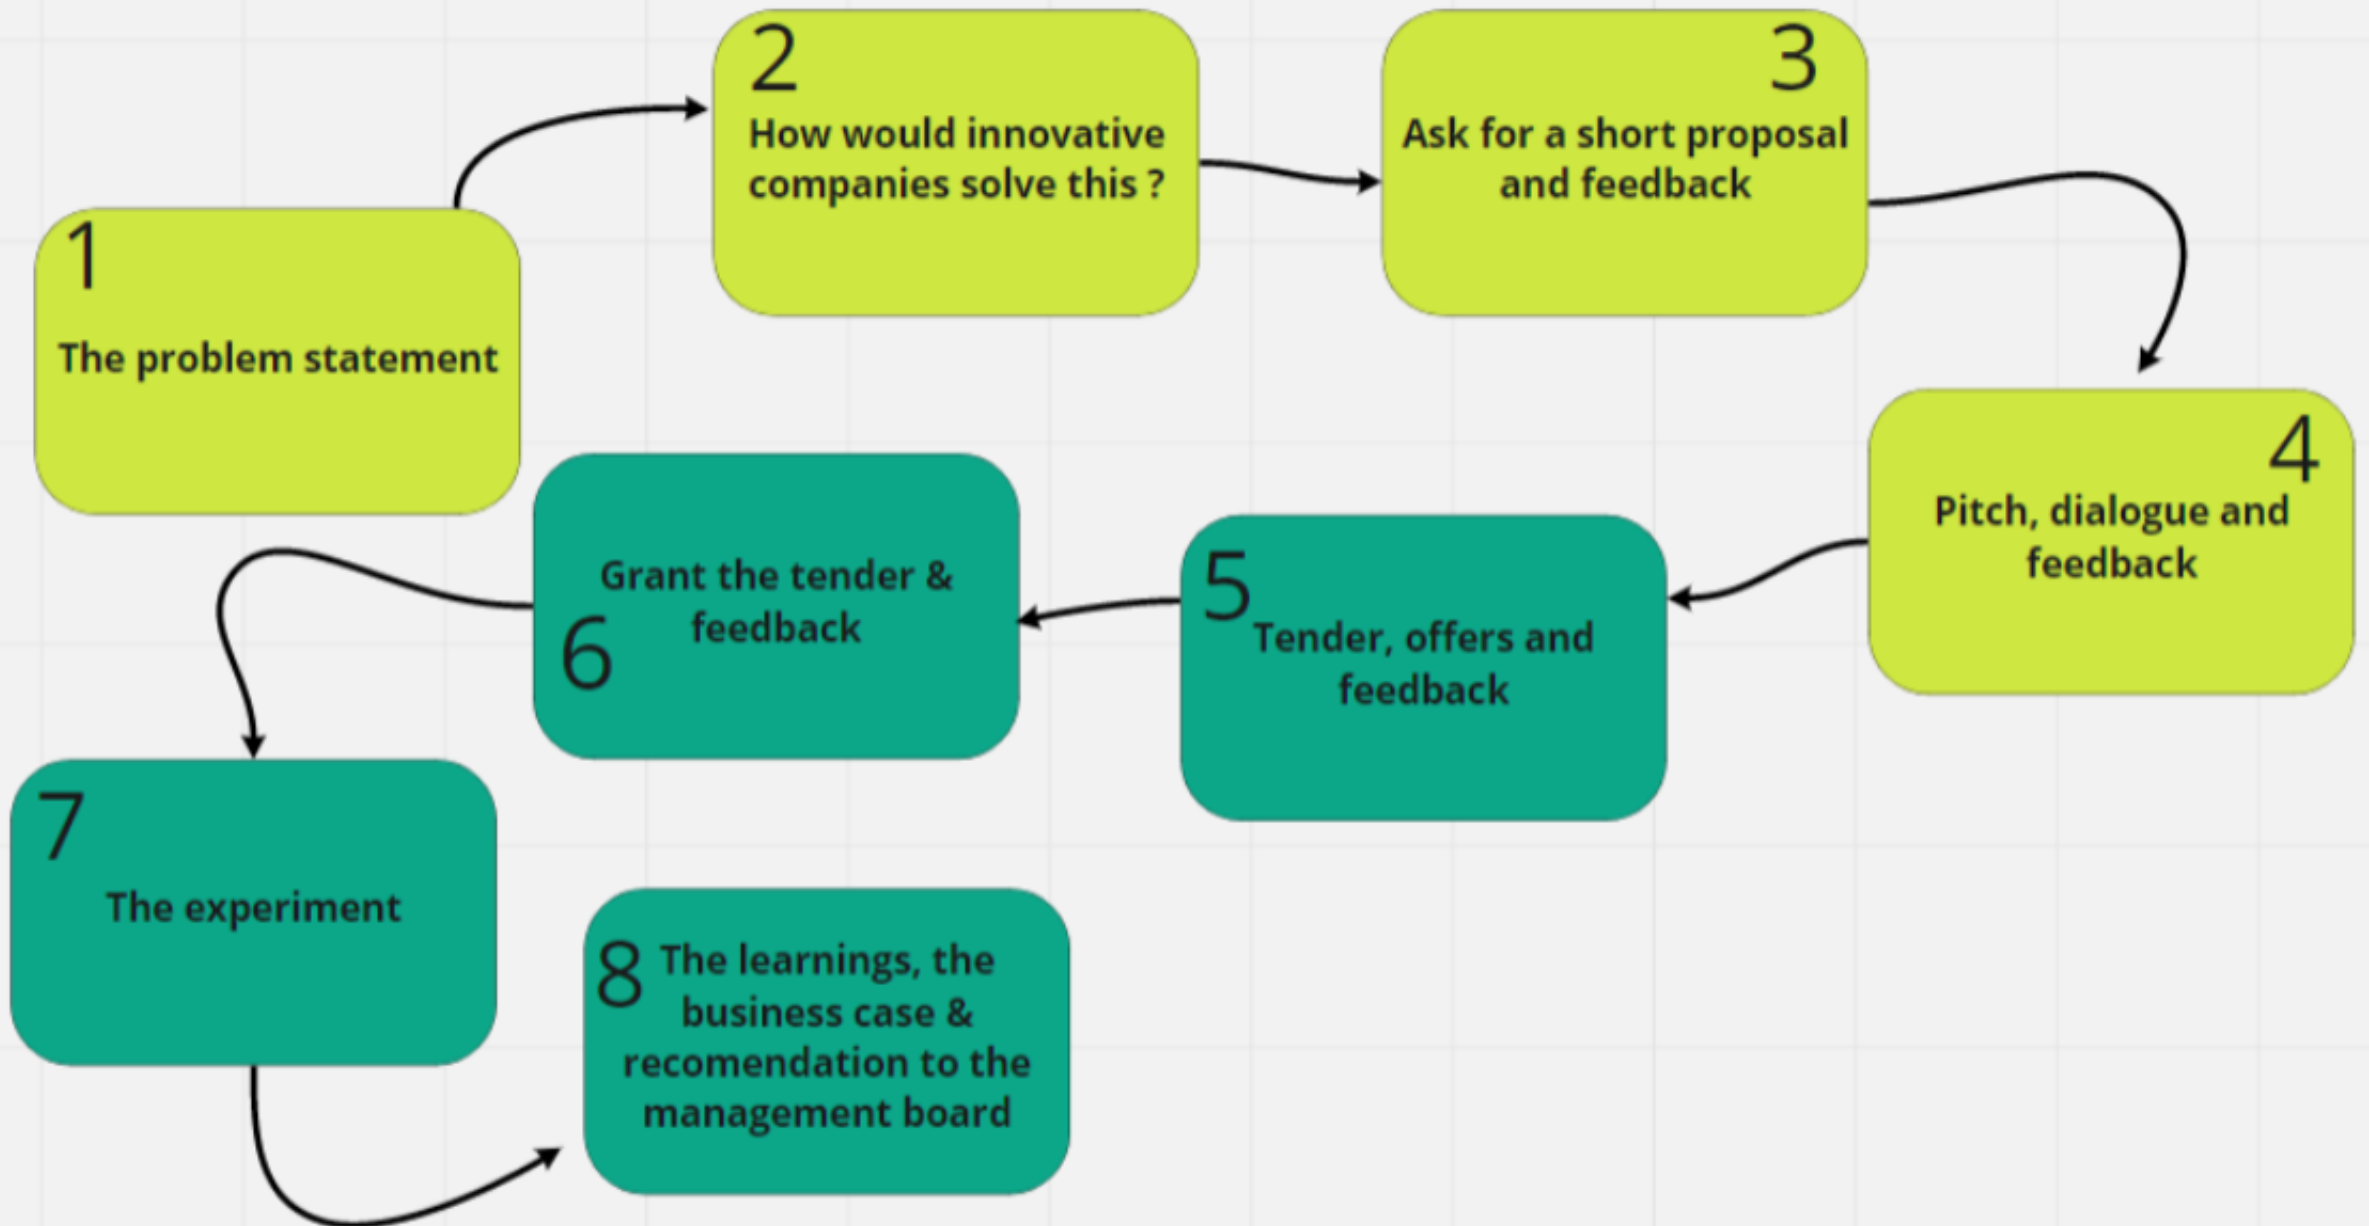 1
The problem statement
2
How would innovative
companies solve this ?
3
Ask for a short proposal
and feedback
4
Pitch, dialogue and
feedback
5
Tender, offers and
feedback
6
Grant the tender &
feedback
7
The experiment
8
The learnings, the
business case &
recomendation to the
management board